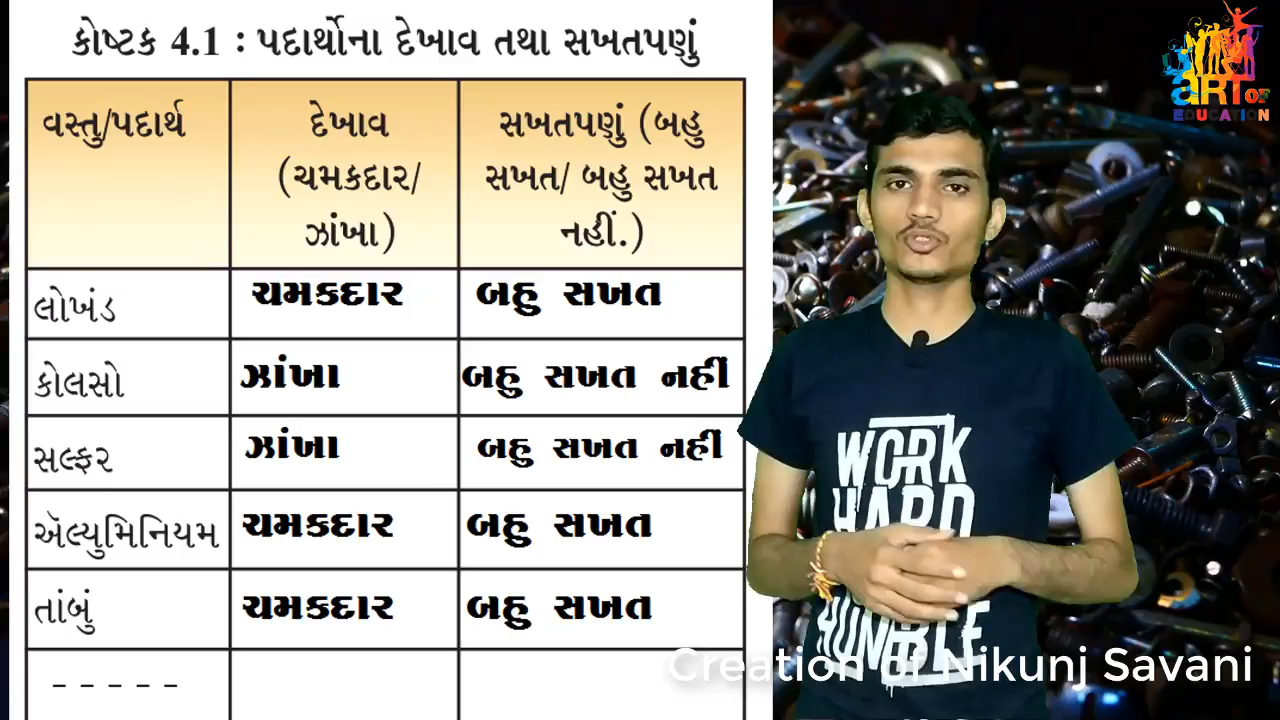 કોષ્ટક 4.1 : પદાર્થોના દેખાવ તથા સખતપણું
વસ્તુ/પદાર્થ
દેખાવ
(ચમકદાર/
ઝાંખા)
સખતપણું (બહુ
સખત/ બહુ સખત
નહીં.)
લોખંડ
ચમકદાર
બહુ સખત
કોલસો
ઝાંખા
બહુ સખત નહીં
સલ્ફર
ઝાંખા
બહુ સખત નહીં
ઍલ્યુમિનિયમ
ચમકદાર
બહુ સખત
તાંબું
ચમકદાર
બહુ સખત
- - - - -
ART OF
EDUCATION
WORK
HARD
HUMBLE
Creation of Nikunj Savani